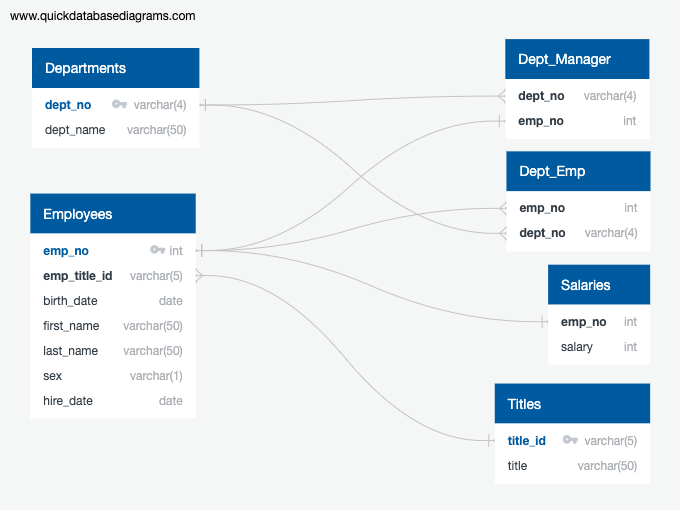 www.quickdatabasediagrams.com
Departments
dept_no varchar(4)
dept_name varchar(50)
Employees
emp_no int
emp_title_id varchar(5)
birth_date date
first_name varchar(50)
last_name varchar(50)
sex varchar(1)
hire_date date
Dept_Manager
dept_no varchar(4)
emp_no int
Dept_Emp
emp_no int
dept_no varchar(4)
Salaries
emp_no int
salary int
Titles
title_id varchar(5)
title varchar(50)